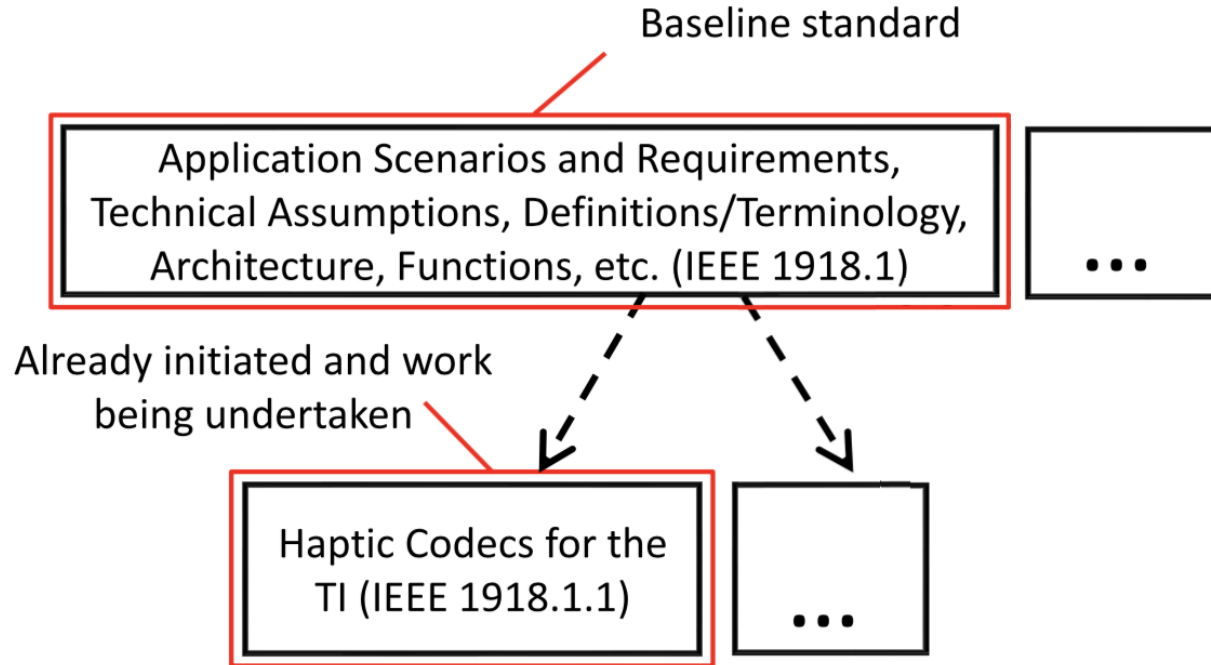 Baseline standard
Application Scenarios and Requirements,
Technical Assumptions, Definitions/Terminology,
Architecture, Functions, etc. (IEEE 1918.1)
...
Already initiated and work
being undertaken
Haptic Codecs for the
TI (IEEE 1918.1.1)
...